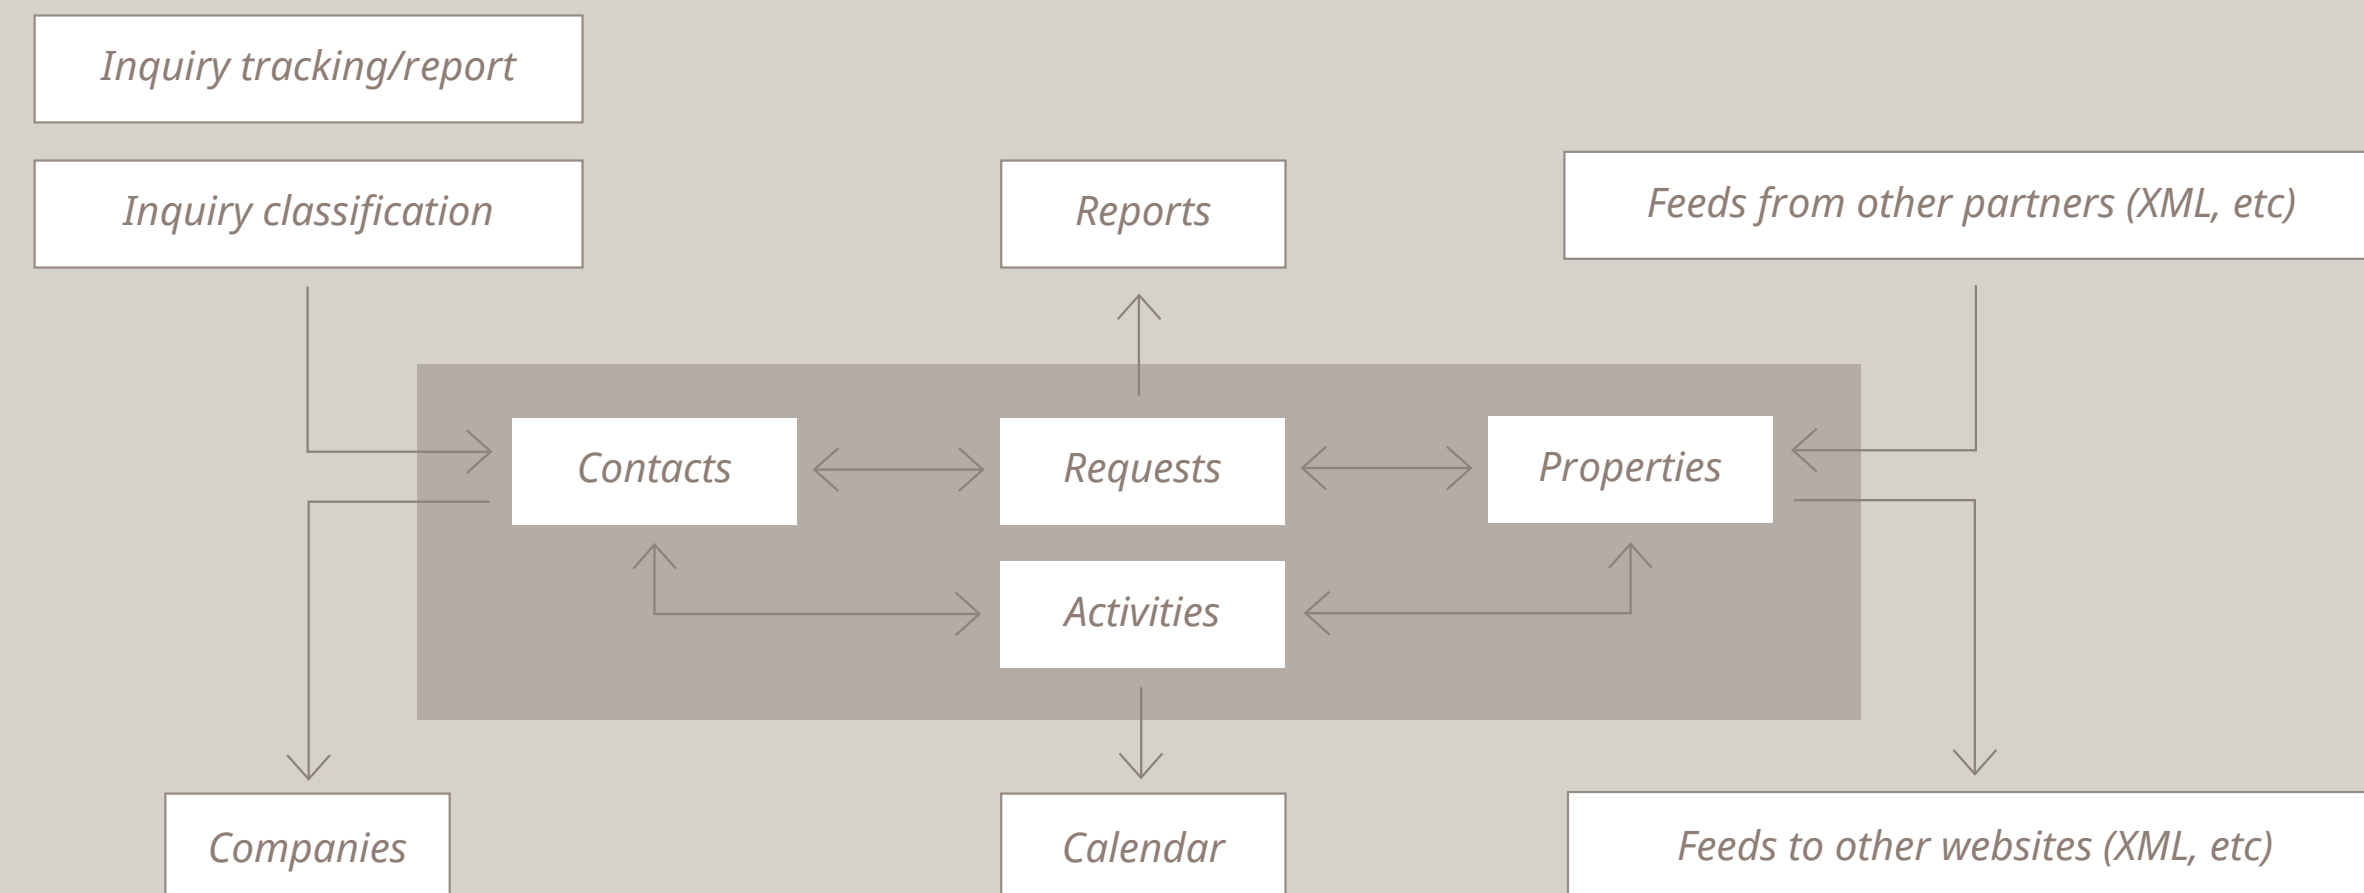 Inquiry tracking/report
Inquiry classification
Reports
Feeds from other partners (XML, etc)
Contacts
Requests
Properties
Activities
Companies
Calendar
Feeds to other websites (XML, etc)